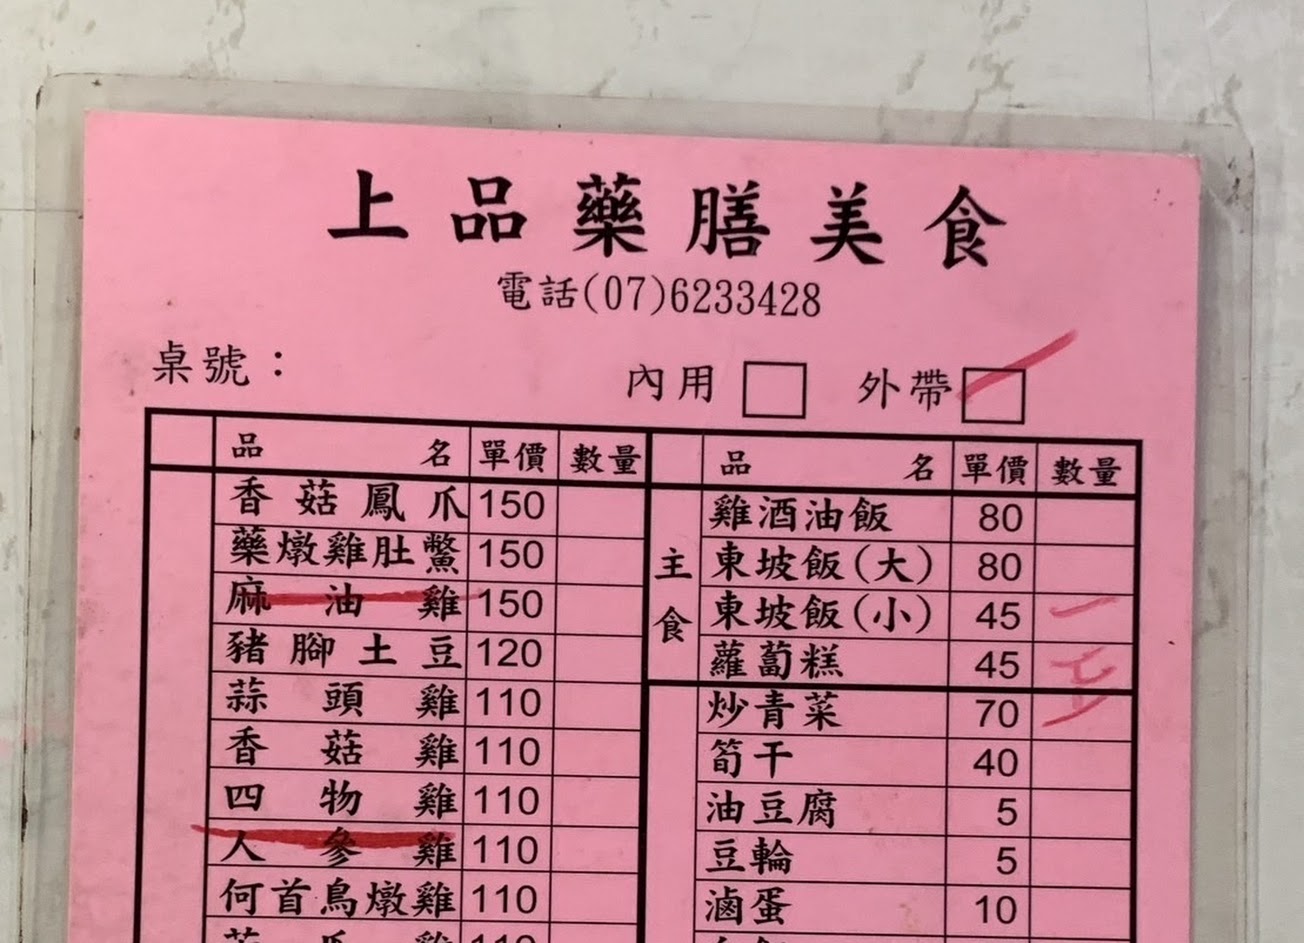 上品藥膳美食
電話(07)6233428
桌號：
內用 外帶
品名 單價 數量
香菇鳳爪 150
藥燉雞肚鱉 150
麻油雞 150
豬腳土豆 120
蒜頭雞 110
香菇雞 110
四物雞 110
人參雞 110
何首烏燉雞 110
品名 單價 數量
主食
雞酒油飯 80
東坡飯(大) 80
東坡飯(小) 45
蘿蔔糕 45
炒青菜 70
筍干 40
油豆腐 5
豆輪 5
滷蛋 10